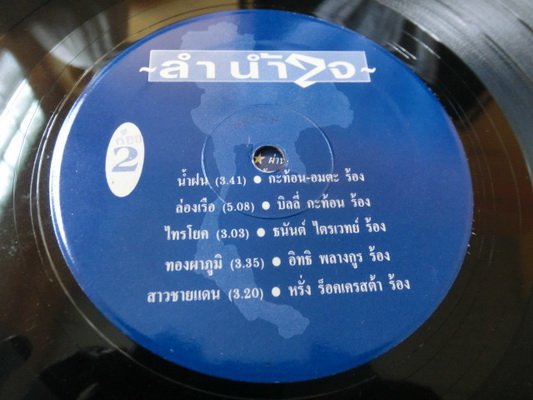 ~ลำนำใจ~
ร้อย
2
ผ่าน
น้ำฝน (3.41) ● กะท้อน-อมตะ ร้อง
ล่องเรือ (5.08) ● บิลลี่ กะท้อน ร้อง
ไทรโยค (3.03) ● ธนันต์ ไตรเวทย์ ร้อง
ทองผาภูมิ (3.35) ● อิทธิ พลางกูร ร้อง
สาวชายแดน (3.20) ● หรั่ง ร็อคเครสต้า ร้อง